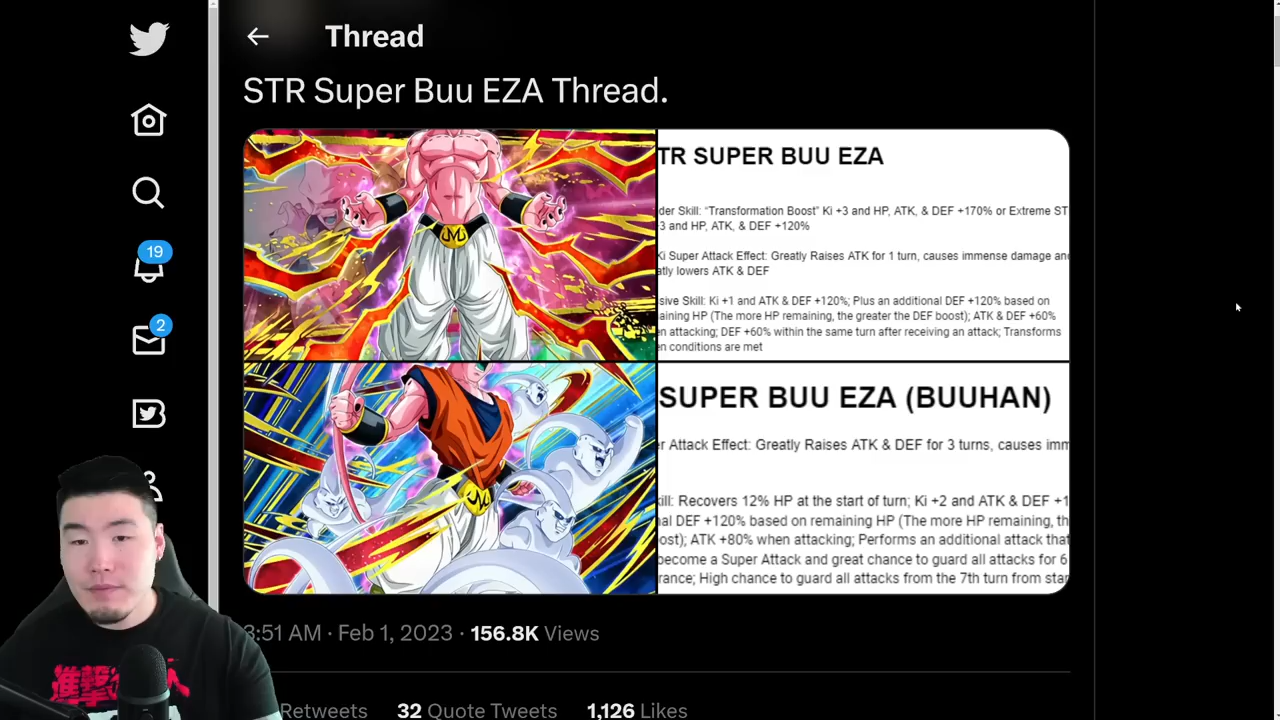 Thread
STR Super Buu EZA Thread.
19
2
TR SUPER BUU EZA
der Skill: “Transformation Boost” Ki +3 and HP, ATK, & DEF +170% or Extreme ST
3 and HP, ATK, & DEF +120%
Ki Super Attack Effect: Greatly Raises ATK for 1 turn, causes immense damage and
atly lowers ATK & DEF
sive Skill: Ki +1 and ATK & DEF +120%; Plus an additional DEF +120% based on
aining HP (The more HP remaining, the greater the DEF boost); ATK & DEF +60%
en attacking; DEF +60% within the same turn after receiving an attack; Transforms
en conditions are met
SUPER BUU EZA (BUUHAN)
er Attack Effect: Greatly Raises ATK & DEF for 3 turns, causes imm
kill: Recovers 12% HP at the start of turn; Ki +2 and ATK & DEF +1
nal DEF +120% based on remaining HP (The more HP remaining, th
ost); ATK +80% when attacking; Performs an additional attack that
become a Super Attack and great chance to guard all attacks for 6
rance; High chance to guard all attacks from the 7th turn from star
3:51 AM · Feb 1, 2023 · 156.8K Views
Retweets 32 Quote Tweets 1,126 Likes
進撃